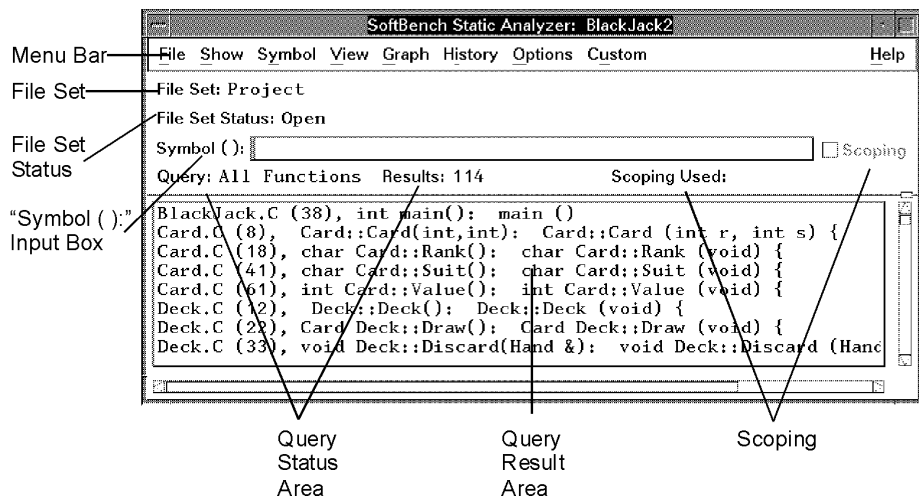 SoftBench Static Analyzer: BlackJack2
Menu Bar
File Show Symbol View Graph History Options Custom Help
File Set
File Set: Project
File Set Status: Open
File Set
Status
Symbol ( ):
Scoping
Query: All Functions Results: 114 Scoping Used:
"Symbol ( ):"
Input Box
BlackJack.C (38), int main(): main ()
Card.C (8), Card::Card(int,int): Card::Card (int r, int s) {
Card.C (18), char Card::Rank(): char Card::Rank (void) {
Card.C (41), char Card::Suit(): char Card::Suit (void) {
Card.C (61), int Card::Value(): int Card::Value (void) {
Deck.C (12), Deck::Deck(): Deck::Deck (void) {
Deck.C (22), Card Deck::Draw(): Card Deck::Draw (void) {
Deck.C (33), void Deck::Discard(Hand &): void Deck::Discard (Hand
Query
Status
Area
Query
Result
Area
Scoping